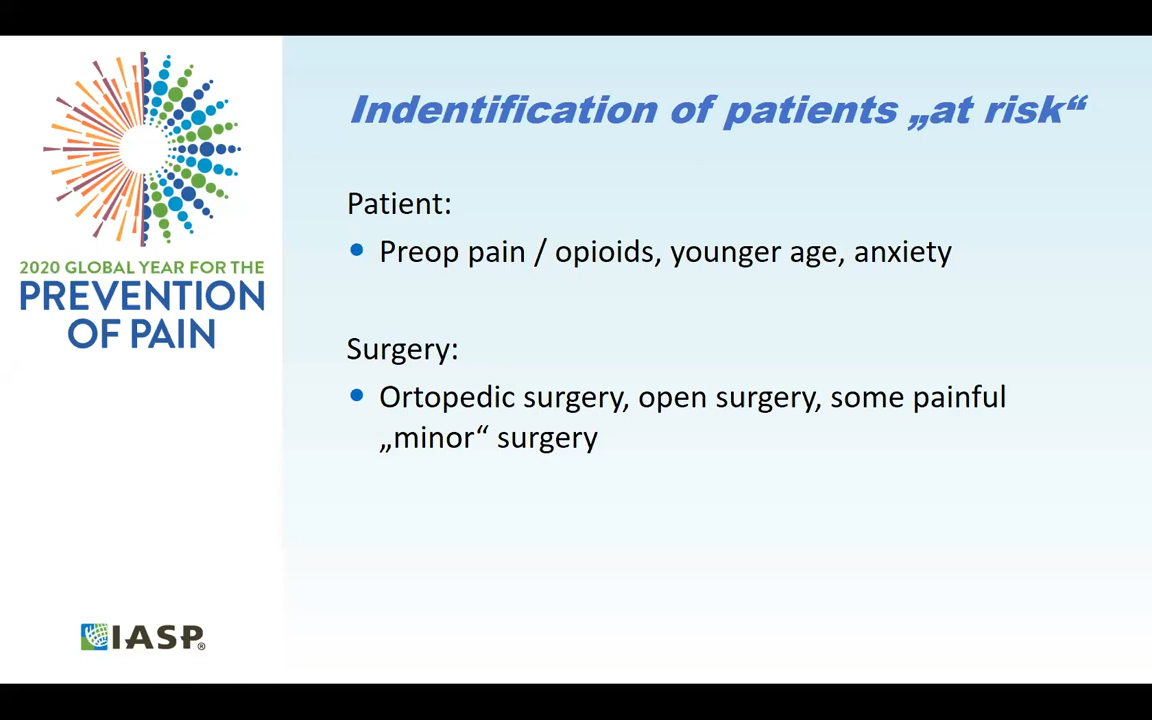 2020 GLOBAL YEAR FOR THE
PREVENTION
OF PAIN
Indentification of patients „at risk“
Patient:
• Preop pain / opioids, younger age, anxiety
Surgery:
• Ortopedic surgery, open surgery, some painful
„minor“ surgery
IASP®